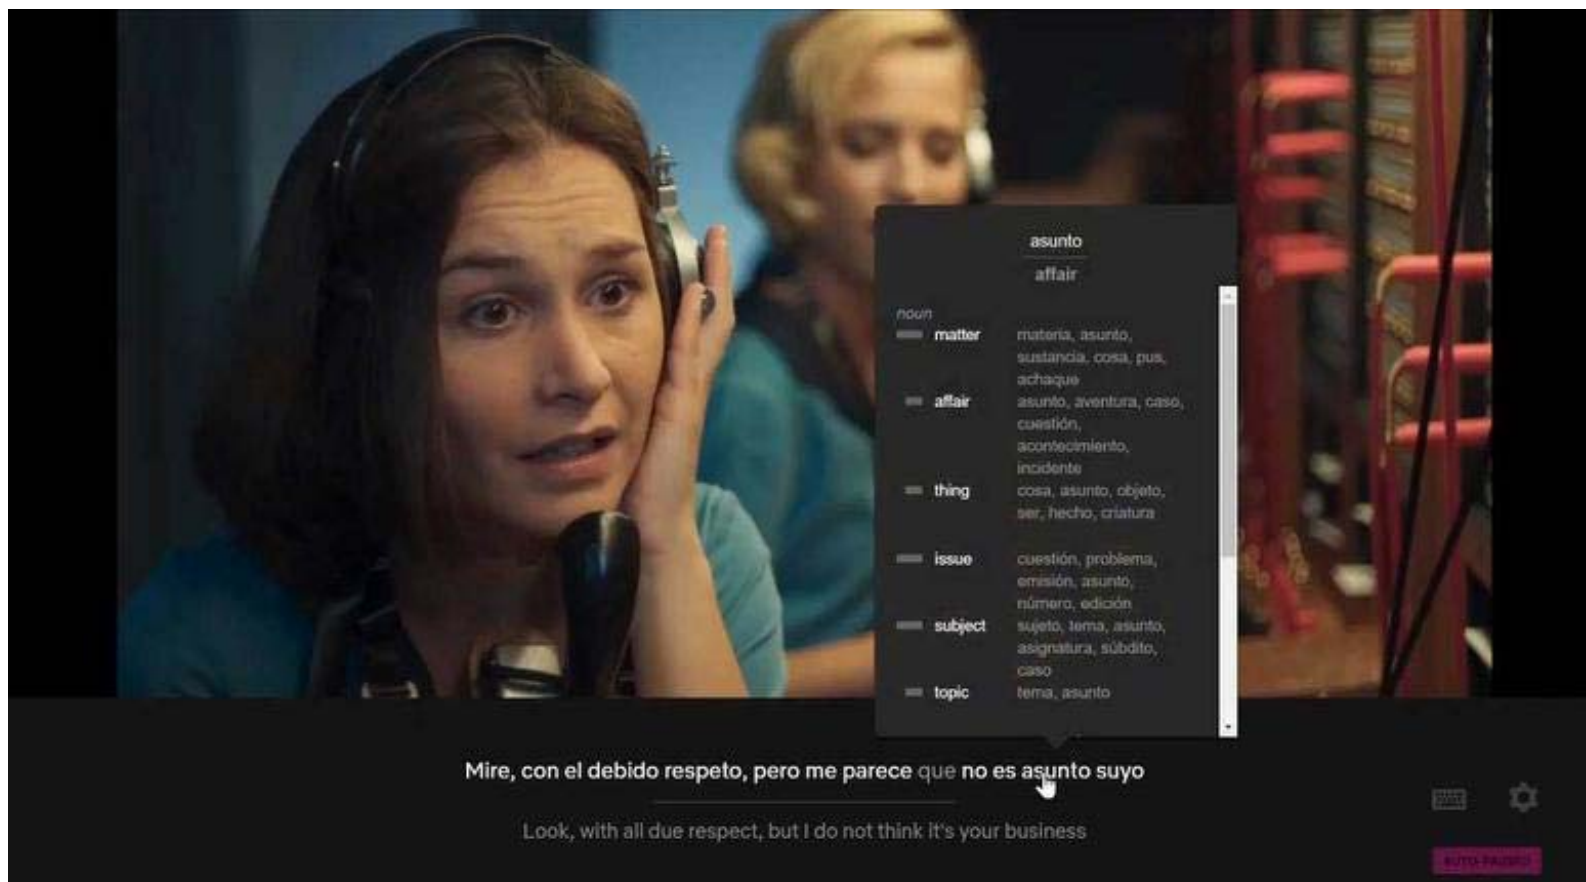 asunto
affair
noun
matter materia, asunto,
sustancia, cosa, pus,
achaque
affair asunto, aventura, caso,
cuestión,
acontecimiento,
incidente
thing cosa, asunto, objeto,
ser, hecho, criatura
issue cuestión, problema,
emisión, asunto,
número, edición
subject sujeto, tema, asunto,
asignatura, súbdito,
caso
topic tema, asunto
Mire, con el debido respeto, pero me parece que no es asunto suyo
Look, with all due respect, but I do not think it's your business
AUTO-PAUSED